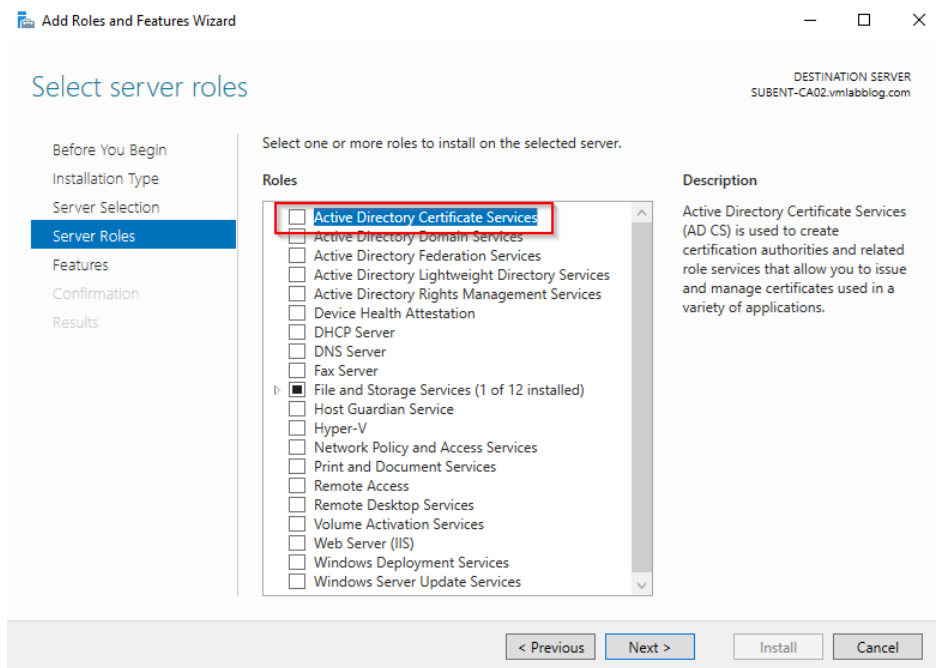 Add Roles and Features Wizard
Select server roles
DESTINATION SERVER
SUBENT-CA02.vmlabblog.com
Before You Begin
Installation Type
Server Selection
Server Roles
Features
Confirmation
Results
Select one or more roles to install on the selected server.
Roles
Active Directory Certificate Services
Active Directory Domain Services
Active Directory Federation Services
Active Directory Lightweight Directory Services
Active Directory Rights Management Services
Device Health Attestation
DHCP Server
DNS Server
Fax Server
File and Storage Services (1 of 12 installed)
Host Guardian Service
Hyper-V
Network Policy and Access Services
Print and Document Services
Remote Access
Remote Desktop Services
Volume Activation Services
Web Server (IIS)
Windows Deployment Services
Windows Server Update Services
Description
Active Directory Certificate Services
(AD CS) is used to create
certification authorities and related
role services that allow you to issue
and manage certificates used in a
variety of applications.
< Previous
Next >
Install
Cancel